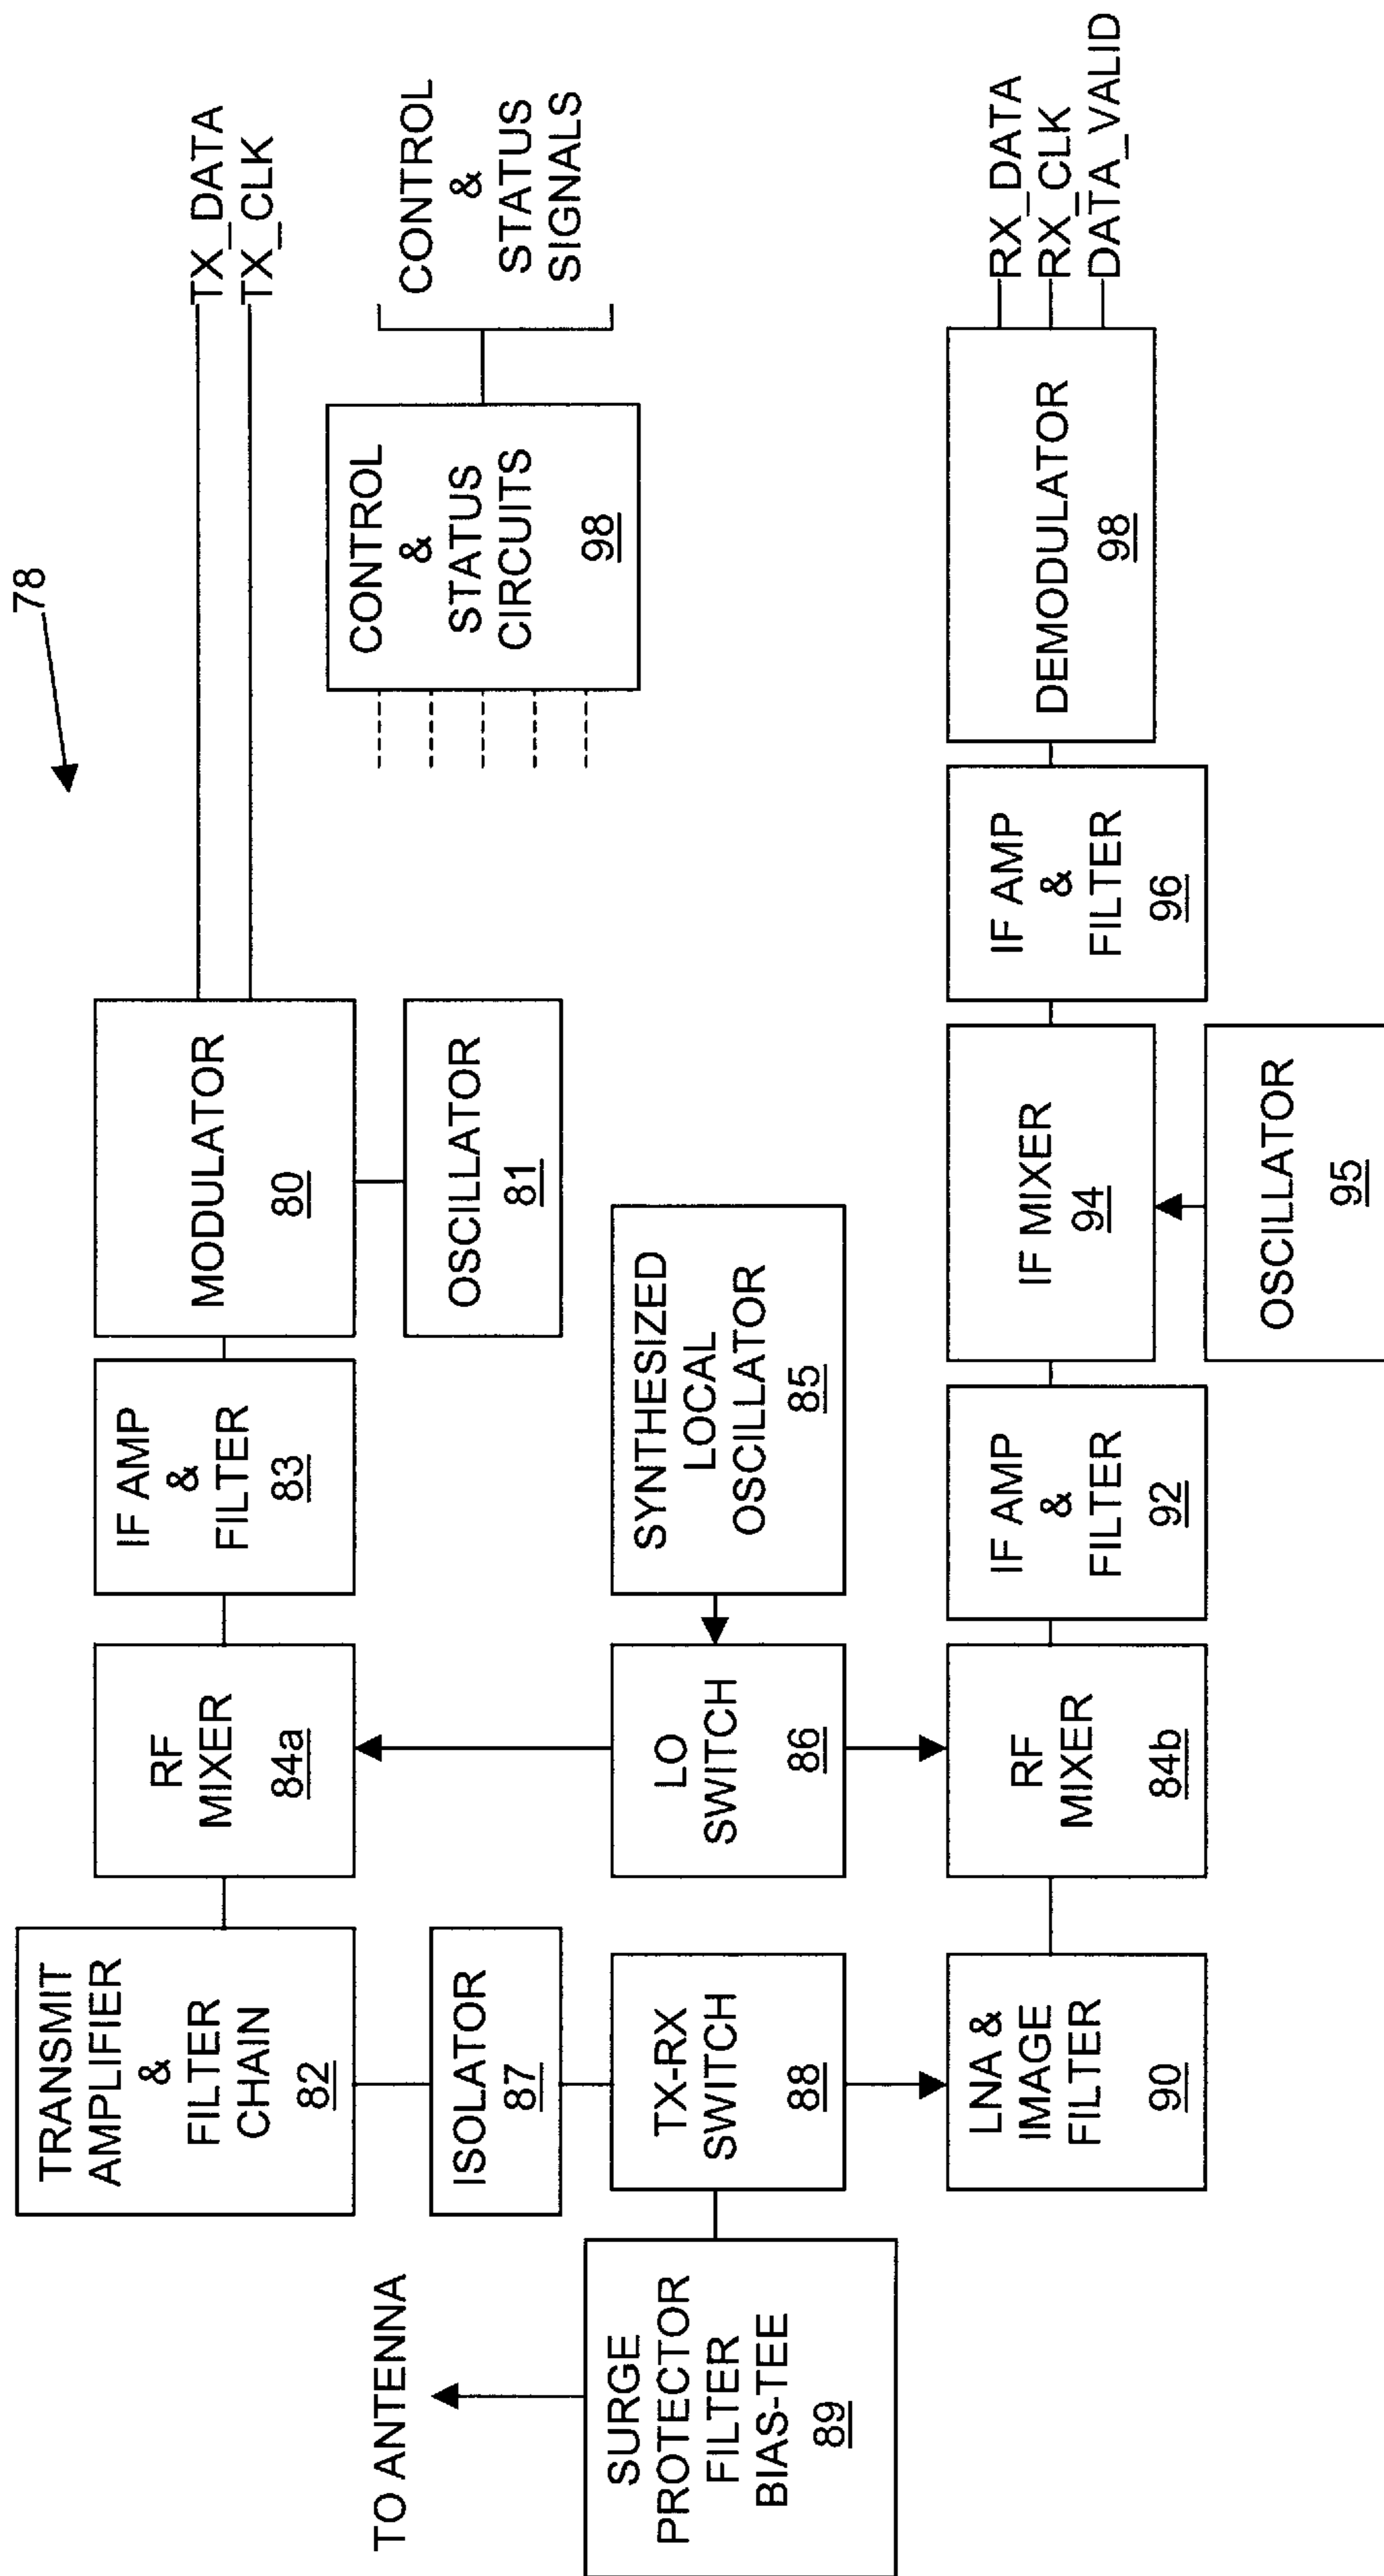 78
TRANSMIT
AMPLIFIER
&
FILTER
CHAIN
82
RF
MIXER
84a
IF AMP
&
FILTER
83
MODULATOR
80
TX_DATA
TX_CLK
TO ANTENNA
ISOLATOR
87
OSCILLATOR
81
CONTROL
&
STATUS
CIRCUITS
98
CONTROL
&
STATUS
SIGNALS
SURGE
PROTECTOR
FILTER
BIAS-TEE
89
TX-RX
SWITCH
88
LO
SWITCH
86
SYNTHESIZED
LOCAL
OSCILLATOR
85
LNA &
IMAGE
FILTER
90
RF
MIXER
84b
IF AMP
&
FILTER
92
IF MIXER
94
IF AMP
&
FILTER
96
DEMODULATOR
98
RX_DATA
RX_CLK
DATA_VALID
OSCILLATOR
95